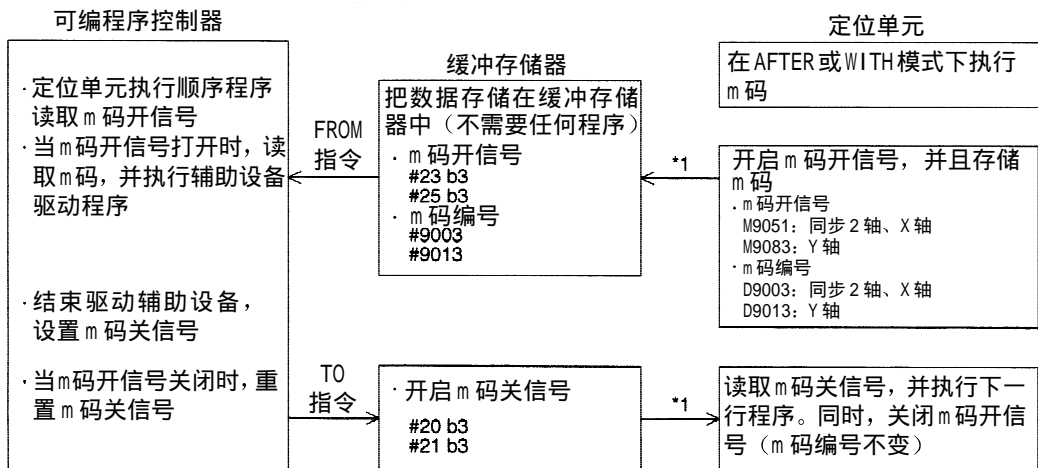 可编程序控制器
·定位单元执行顺序程序
读取m码开信号
·当m码开信号打开时，读
取m码，并执行辅助设备
驱动程序
·结束驱动辅助设备，
设置m码关信号
·当m码开信号关闭时，重
置m码关信号
FROM
指令
TO
指令
缓冲存储器
把数据存储在缓冲存储
器中（不需要任何程序）
·m码开信号
#23 b3
#25 b3
·m码编号
#9003
#9013
·开启m码关信号
#20 b3
#21 b3
*1
*1
定位单元
在AFTER或WITH模式下执行
m码
开启m码开信号，并且存储
m码
.m码开信号
M9051：同步2轴、X轴
M9083：Y轴
·m码编号
D9003：同步2轴、X轴
D9013：Y轴
读取m码关信号，并执行下一
行程序。同时，关闭m码开信
号（m码编号不变）